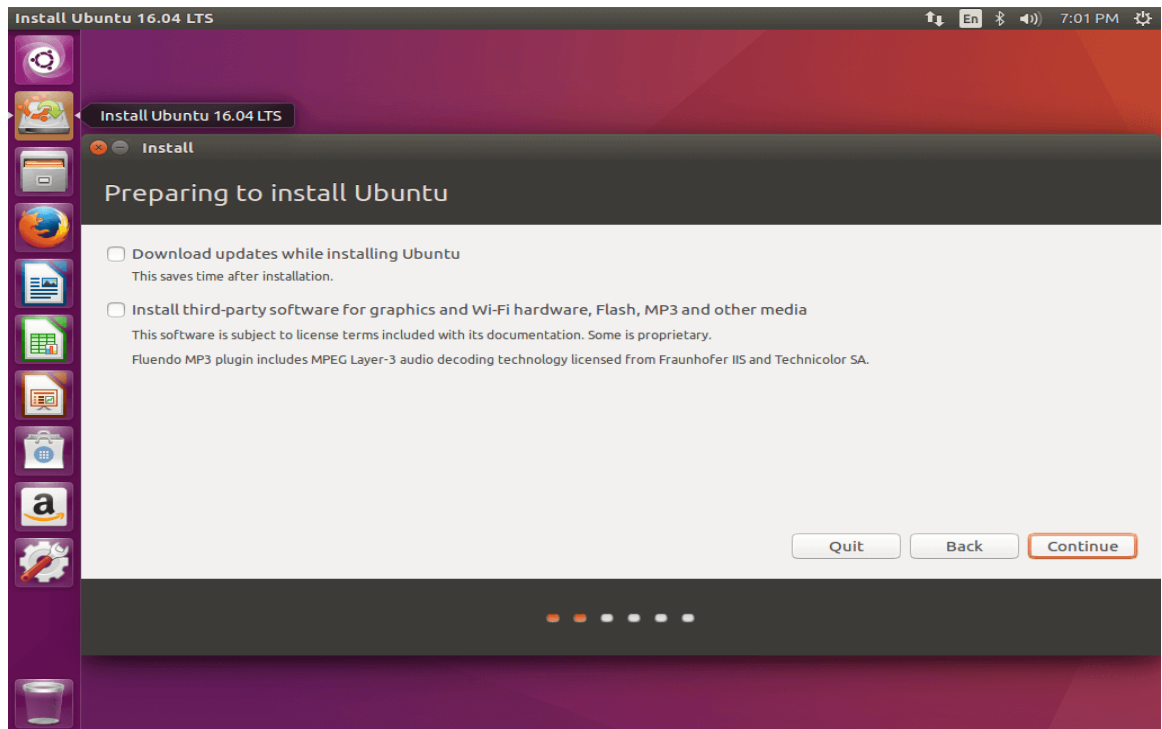 Install Ubuntu 16.04 LTS
En
7:01 PM
Install Ubuntu 16.04 LTS
Install
Preparing to install Ubuntu
Download updates while installing Ubuntu
This saves time after installation.
Install third-party software for graphics and Wi-Fi hardware, Flash, MP3 and other media
This software is subject to license terms included with its documentation. Some is proprietary.
Fluendo MP3 plugin includes MPEG Layer-3 audio decoding technology licensed from Fraunhofer IIS and Technicolor SA.
a
Quit
Back
Continue